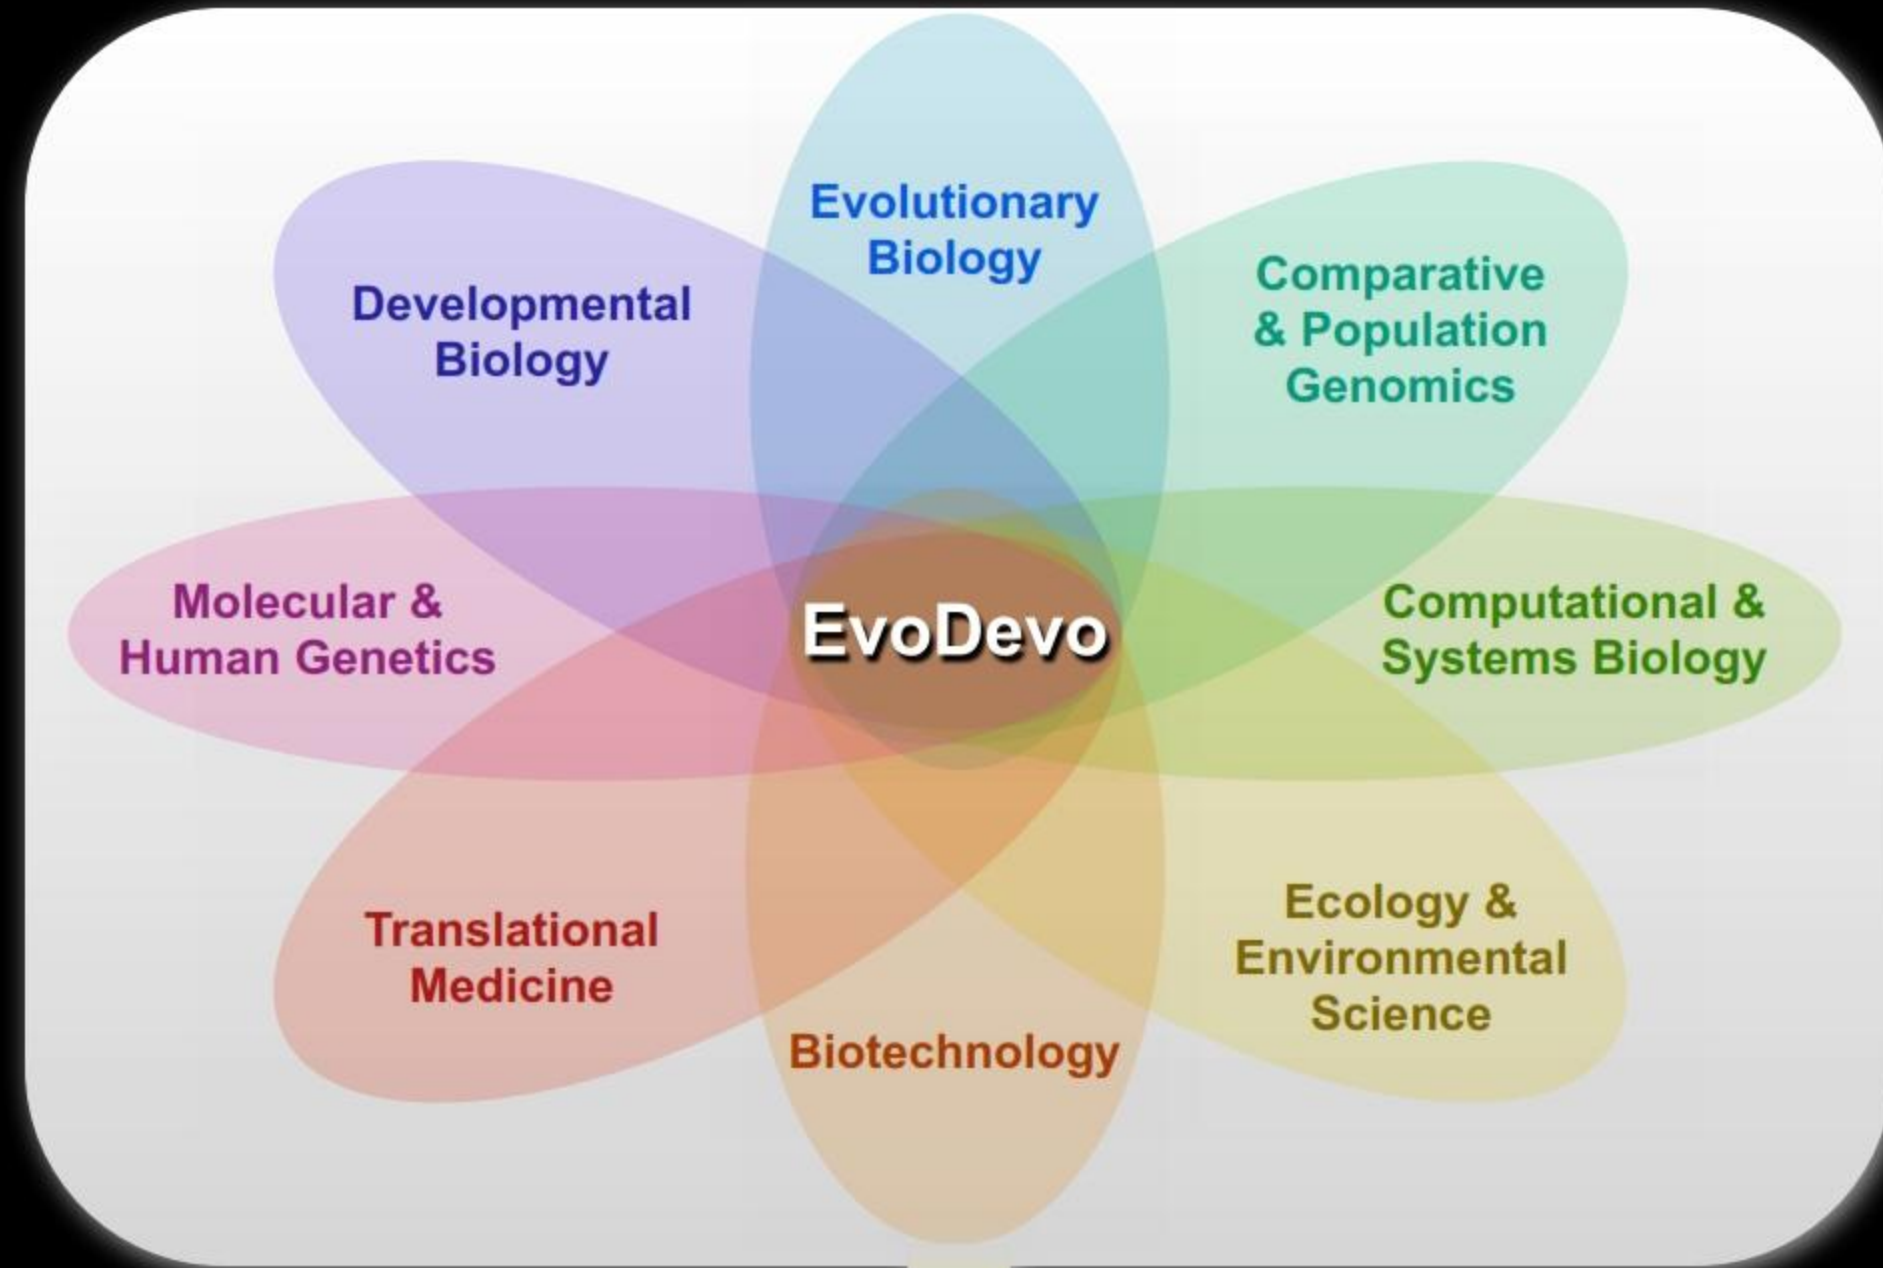 Evolutionary
Biology
Comparative
& Population
Genomics
Developmental
Biology
Molecular &
Human Genetics
EvoDevo
Computational &
Systems Biology
Translational
Medicine
Ecology &
Environmental
Science
Biotechnology